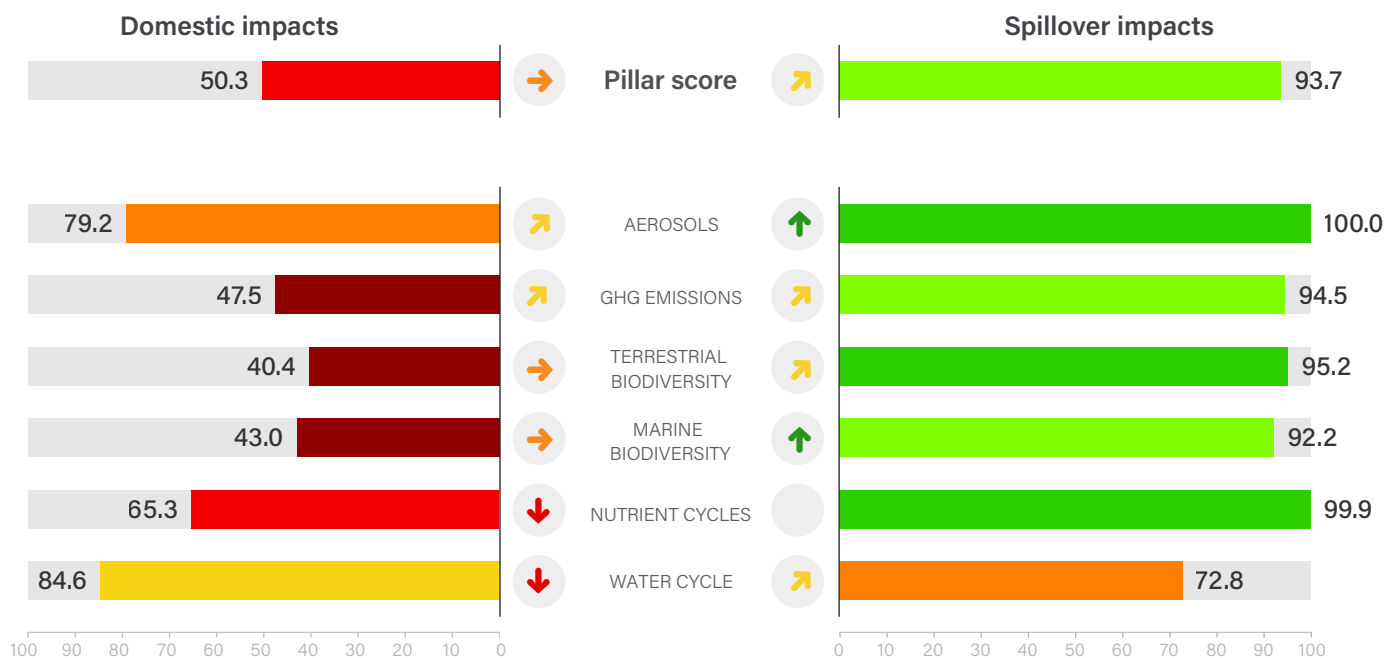 Domestic impacts Spillover impacts
50.3 Pillar score 93.7
79.2 AEROSOLS 100.0
47.5 GHG EMISSIONS 94.5
40.4 TERRESTRIAL 95.2
BIODIVERSITY
43.0 MARINE 92.2
BIODIVERSITY
65.3 NUTRIENT CYCLES 99.9
84.6 WATER CYCLE 72.8
100 90 80 70 60 50 40 30 20 10 0 0 10 20 30 40 50 60 70 80 90 100